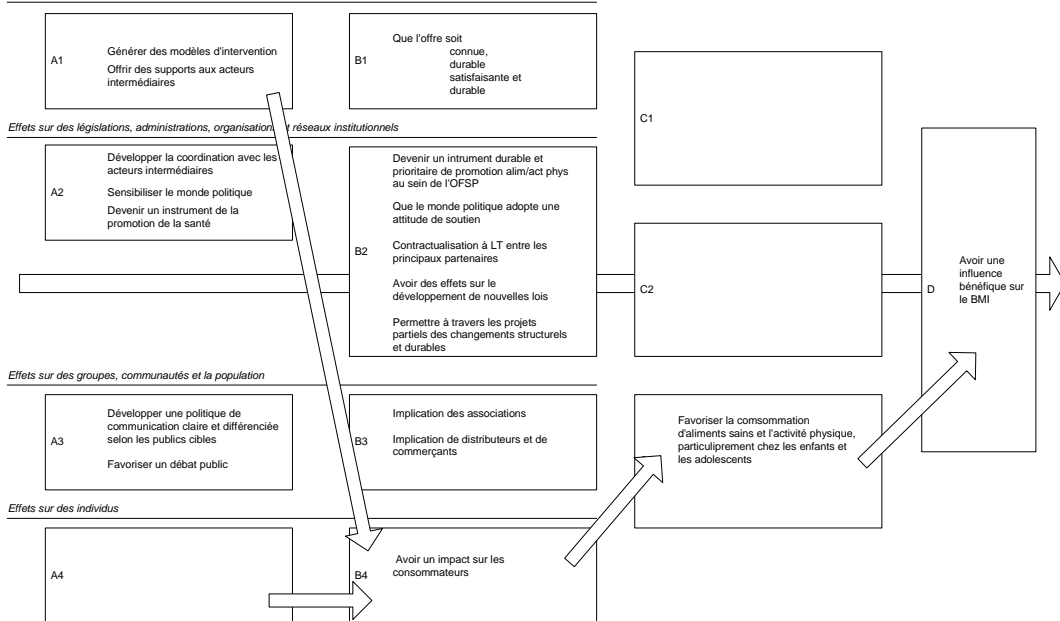 A1
Générer des modèles d'intervention
Offrir des supports aux acteurs
intermédiaires
B1
Que l'offre soit
connue,
durable
satisfaisante et
durable
C1
Effets sur des législations, administrations, organisations et réseaux institutionnels
A2
Développer la coordination avec les
acteurs intermédiaires
Sensibiliser le monde politique
Devenir un instrument de la
promotion de la santé
B2
Devenir un intrument durable et
prioritaire de promotion alim/act phys
au sein de l'OFSP
Que le monde politique adopte une
attitude de soutien
Contractualisation à LT entre les
principaux partenaires
Avoir des effets sur le
développement de nouvelles lois
Permettre à travers les projets
partiels des changements structurels
et durables
C2
D
Avoir une
influence
bénéfique sur
le BMI
Effets sur des groupes, communautés et la population
A3
Développer une politique de
communication claire et différenciée
selon les publics cibles
Favoriser un débat public
B3
Implication des associations
Implication de distributeurs et de
commerçants
Favoriser la comsommation
d'aliments sains et l'activité physique,
particuliprement chez les enfants et
les adolescents
Effets sur des individus
A4
B4
Avoir un impact sur les
consommateurs